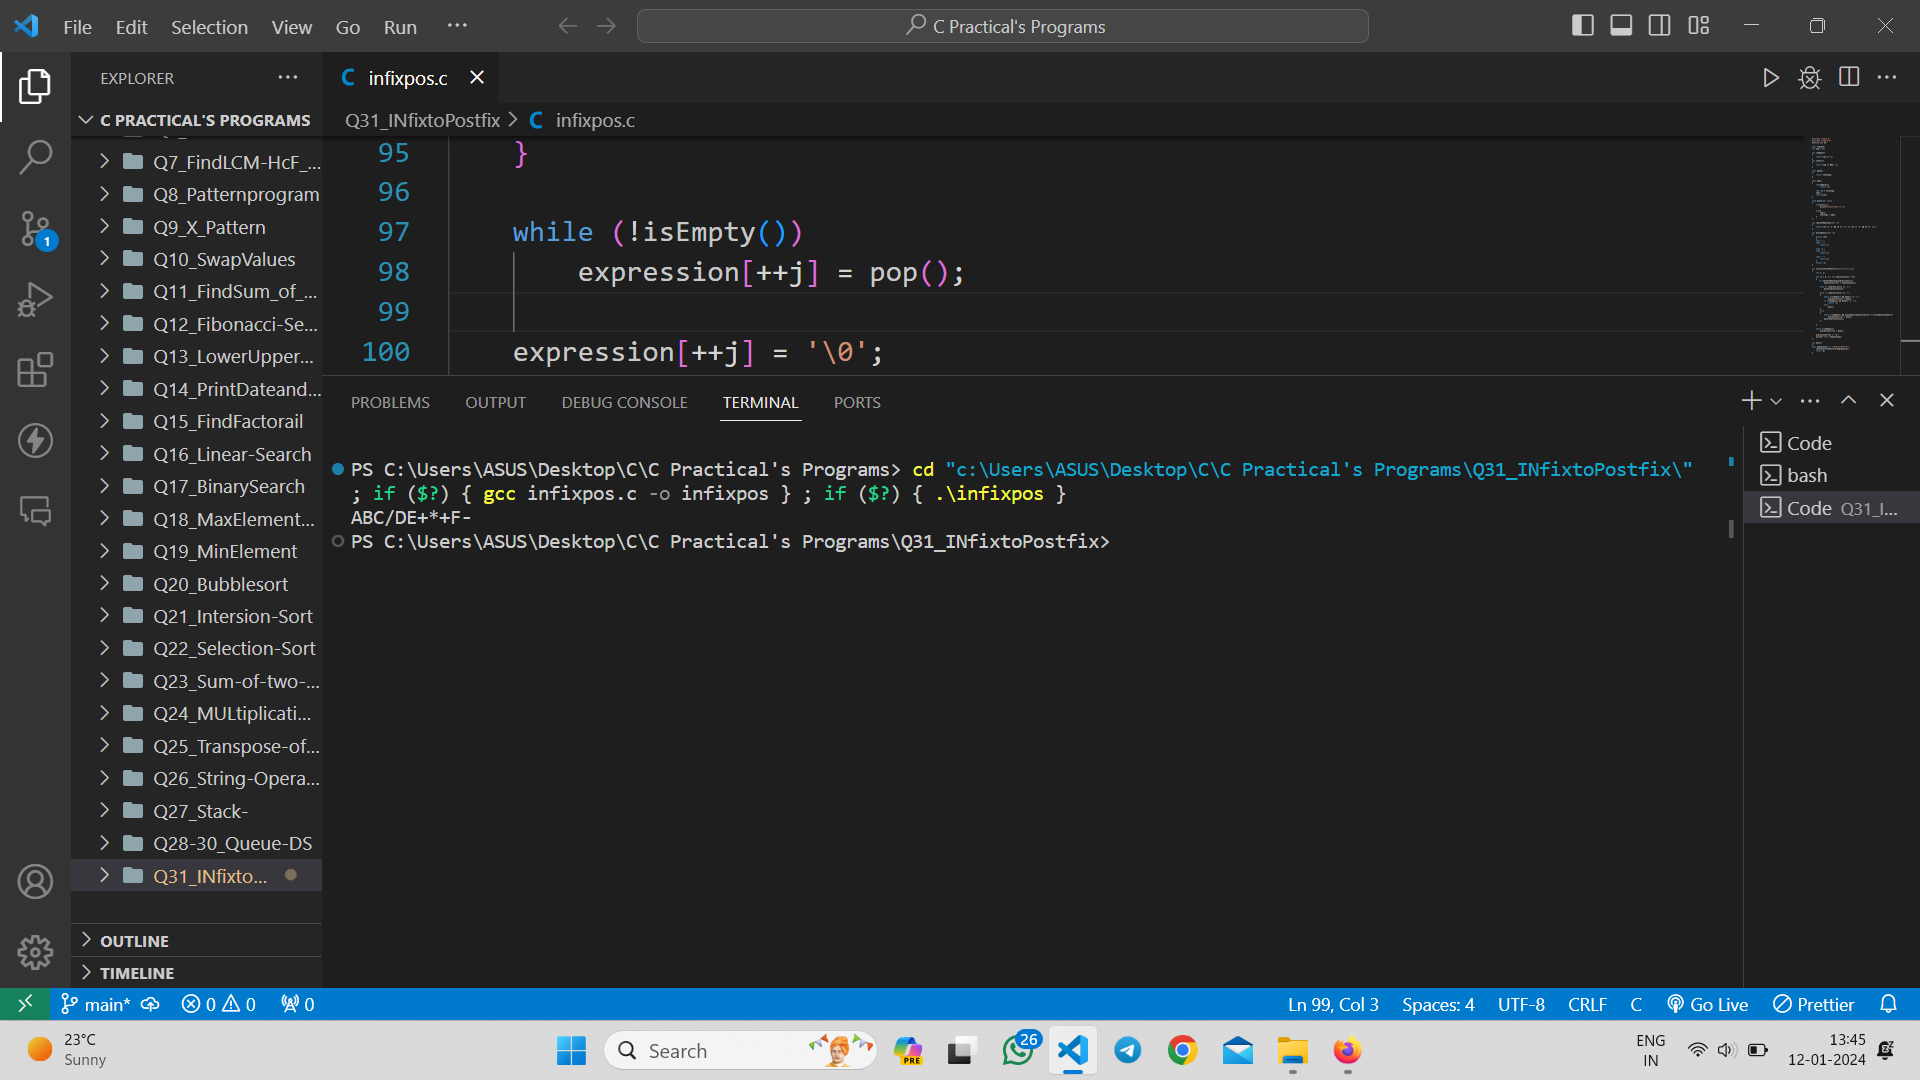 File Edit Selection View Go Run ···
C Practical's Programs
EXPLORER ···
C PRACTICAL'S PROGRAMS
Q7_FindLCM-HcF_...
Q8_Patternprogram
Q9_X_Pattern
Q10_SwapValues
Q11_FindSum_of_...
Q12_Fibonacci-Se...
Q13_LowerUpper...
Q14_PrintDateand...
Q15_FindFactorail
Q16_Linear-Search
Q17_BinarySearch
Q18_MaxElement...
Q19_MinElement
Q20_Bubblesort
Q21_Intersion-Sort
Q22_Selection-Sort
Q23_Sum-of-two-...
Q24_MULtiplicati...
Q25_Transpose-of...
Q26_String-Opera...
Q27_Stack-
Q28-30_Queue-DS
Q31_INfixto...
OUTLINE
TIMELINE
1
C infixpos.c
Q31_INfixtoPostfix > C infixpos.c
95 }
96
97 while (!isEmpty())
98 expression[++j] = pop();
99
100 expression[++j] = '\0';
PROBLEMS OUTPUT DEBUG CONSOLE TERMINAL PORTS
PS C:\Users\ASUS\Desktop\C\C Practical's Programs> cd "c:\Users\ASUS\Desktop\C\C Practical's Programs\Q31_INfixtoPostfix\"
; if ($?) { gcc infixpos.c -o infixpos } ; if ($?) { .\infixpos }
ABC/DE+*+F-
PS C:\Users\ASUS\Desktop\C\C Practical's Programs\Q31_INfixtoPostfix>
Code
bash
Code Q31_I...
main* 0 0 0
Ln 99, Col 3 Spaces: 4 UTF-8 CRLF C Go Live Prettier
23°C
Sunny
Search
PRE
26
ENG
IN
13:45
12-01-2024